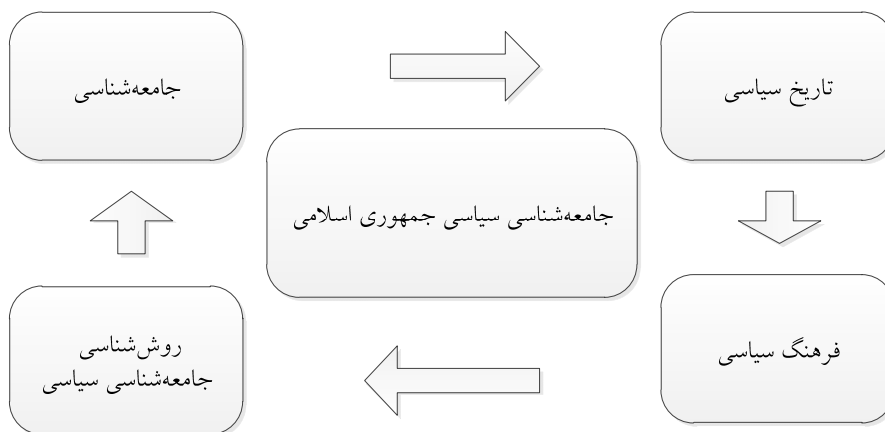 تاریخ سیاسی
جامعه‌شناسی
جامعه‌شناسی سیاسی جمهوری اسلامی
فرهنگ سیاسی
روش‌شناسی
جامعه‌شناسی سیاسی